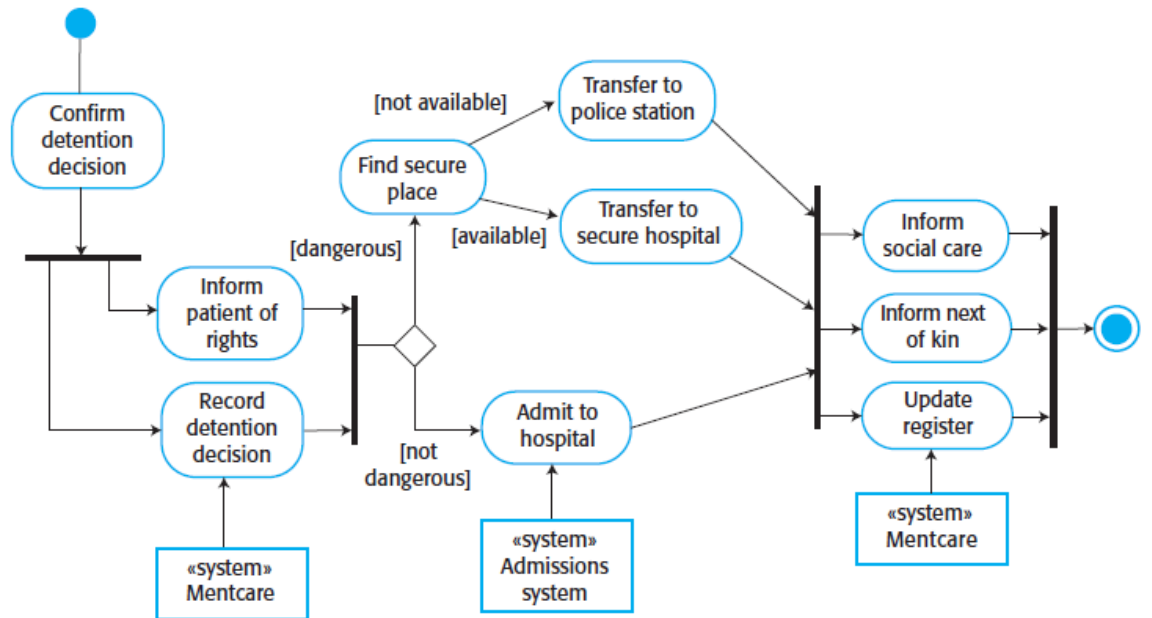 Confirm
detention
decision
Inform
patient of
rights
Record
detention
decision
«system»
Mentcare
[dangerous]
[not
dangerous]
Find secure
place
[not available]
[available]
Transfer to
police station
Transfer to
secure hospital
Admit to
hospital
«system»
Admissions
system
Inform
social care
Inform next
of kin
Update
register
«system»
Mentcare